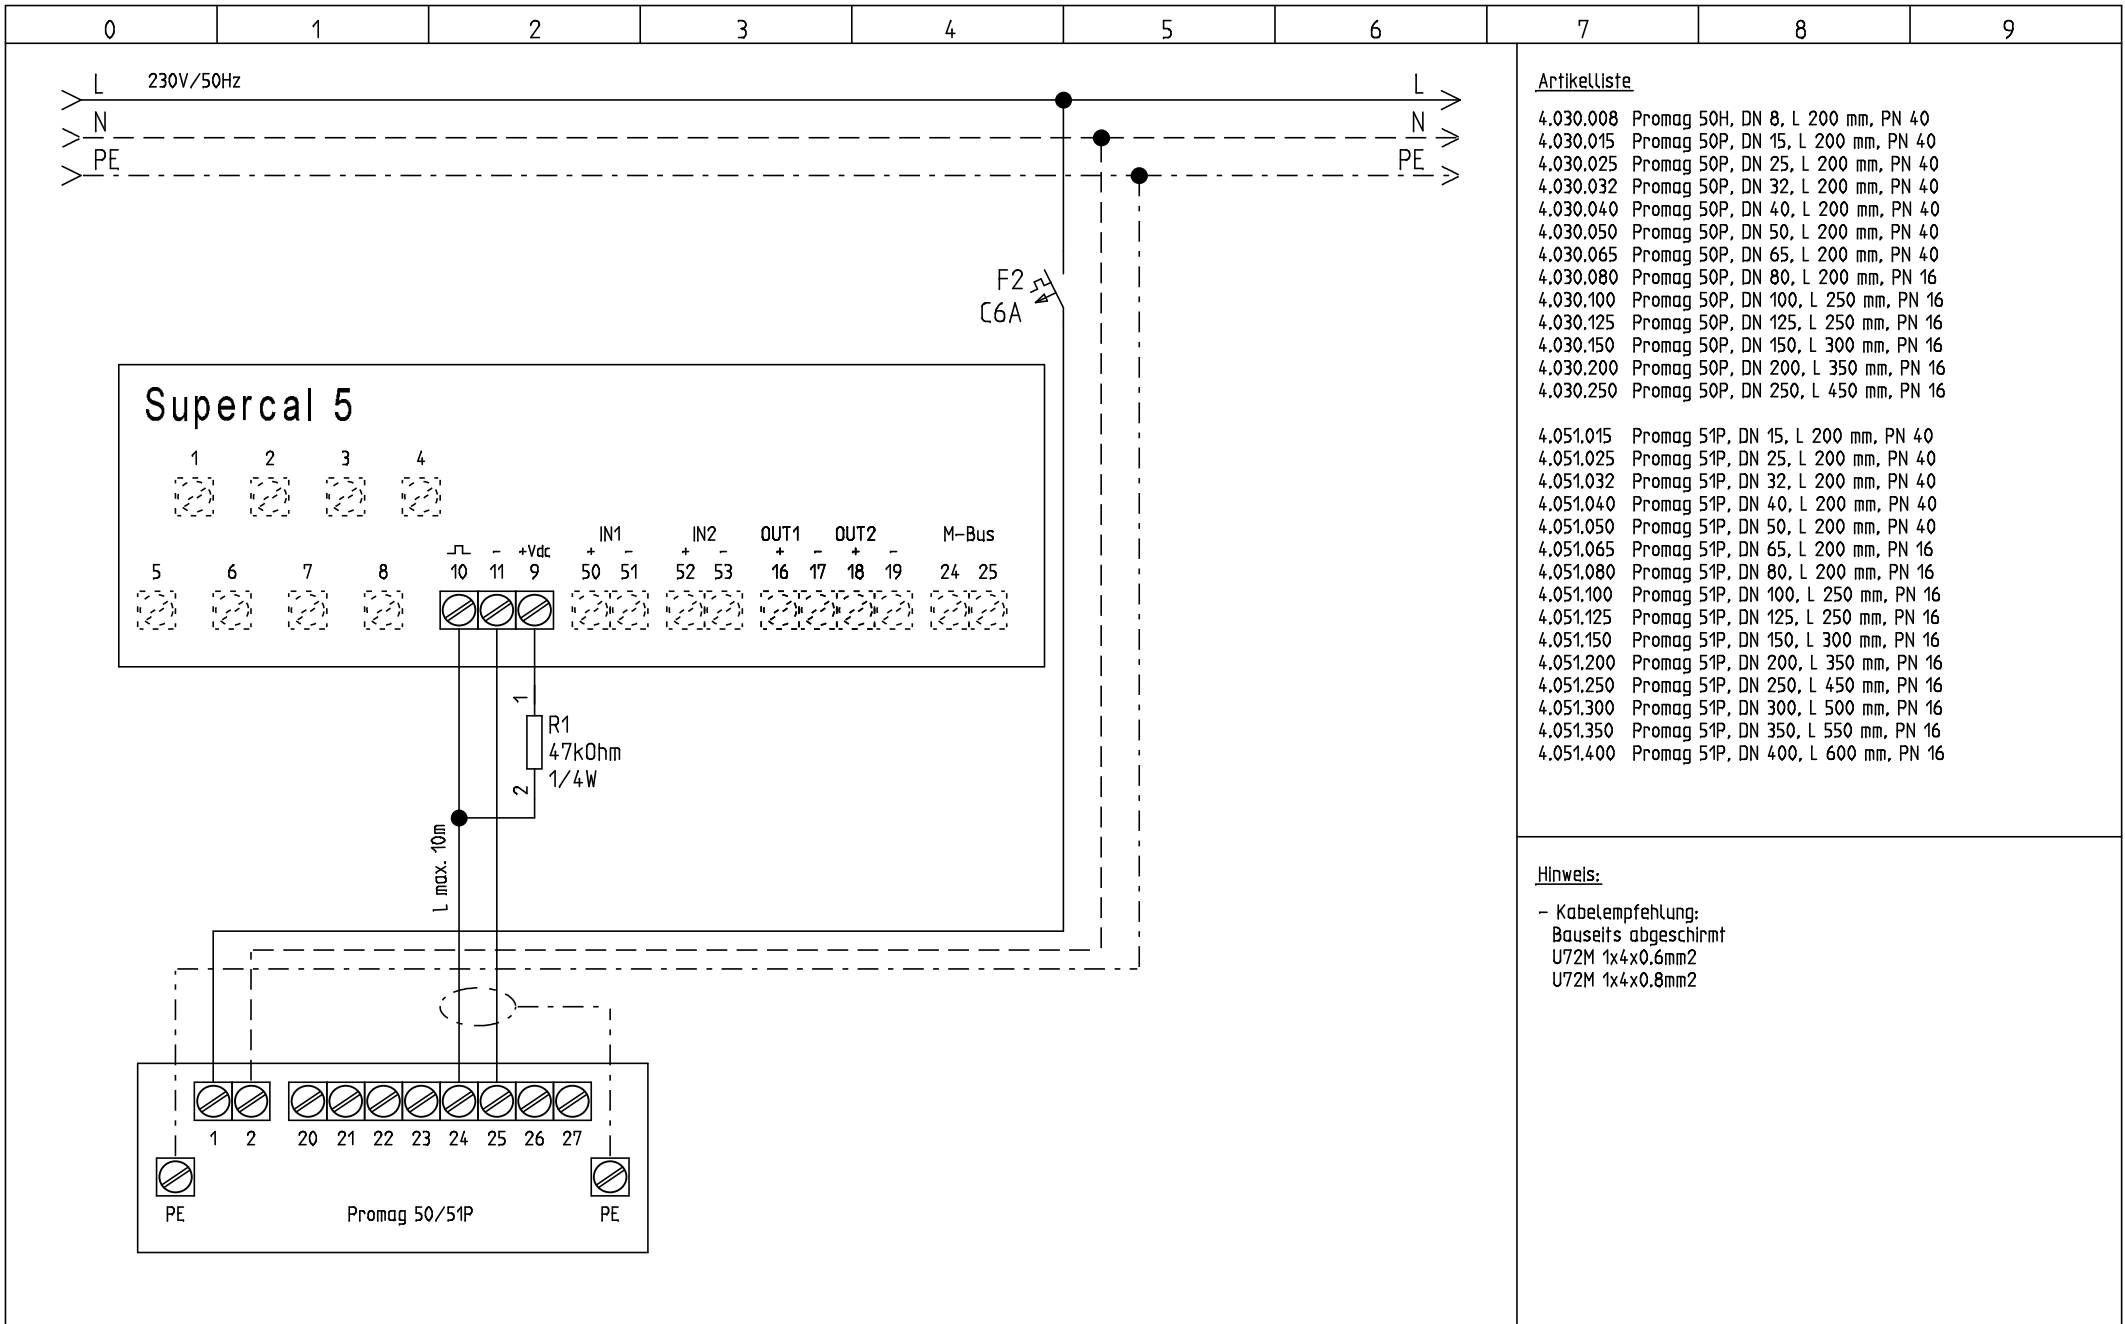 0 1 2 3 4 5 6 7 8 9
L 230V/50Hz L
N N
PE PE
F2
C6A
Supercal 5
1 2 3 4
IN1 IN2 OUT1 OUT2 M-Bus
- +Vdc + - + - + - + -
5 6 7 8 10 11 9 50 51 52 53 16 17 18 19 24 25
1
R1
47kOhm
1/4W
2
L max. 10m
1 2 20 21 22 23 24 25 26 27
PE Promag 50/51P PE
Artikelliste
4.030.008 Promag 50H, DN 8, L 200 mm, PN 40
4.030.015 Promag 50P, DN 15, L 200 mm, PN 40
4.030.025 Promag 50P, DN 25, L 200 mm, PN 40
4.030.032 Promag 50P, DN 32, L 200 mm, PN 40
4.030.040 Promag 50P, DN 40, L 200 mm, PN 40
4.030.050 Promag 50P, DN 50, L 200 mm, PN 40
4.030.065 Promag 50P, DN 65, L 200 mm, PN 40
4.030.080 Promag 50P, DN 80, L 200 mm, PN 16
4.030.100 Promag 50P, DN 100, L 250 mm, PN 16
4.030.125 Promag 50P, DN 125, L 250 mm, PN 16
4.030.150 Promag 50P, DN 150, L 300 mm, PN 16
4.030.200 Promag 50P, DN 200, L 350 mm, PN 16
4.030.250 Promag 50P, DN 250, L 450 mm, PN 16
4.051.015 Promag 51P, DN 15, L 200 mm, PN 40
4.051.025 Promag 51P, DN 25, L 200 mm, PN 40
4.051.032 Promag 51P, DN 32, L 200 mm, PN 40
4.051.040 Promag 51P, DN 40, L 200 mm, PN 40
4.051.050 Promag 51P, DN 50, L 200 mm, PN 40
4.051.065 Promag 51P, DN 65, L 200 mm, PN 16
4.051.080 Promag 51P, DN 80, L 200 mm, PN 16
4.051.100 Promag 51P, DN 100, L 250 mm, PN 16
4.051.125 Promag 51P, DN 125, L 250 mm, PN 16
4.051.150 Promag 51P, DN 150, L 300 mm, PN 16
4.051.200 Promag 51P, DN 200, L 350 mm, PN 16
4.051.250 Promag 51P, DN 250, L 450 mm, PN 16
4.051.300 Promag 51P, DN 300, L 500 mm, PN 16
4.051.350 Promag 51P, DN 350, L 550 mm, PN 16
4.051.400 Promag 51P, DN 400, L 600 mm, PN 16
Hinweis:
- Kabelempfehlung:
Bauseits abgeschirmt
U72M 1x4x0.6mm2
U72M 1x4x0.8mm2